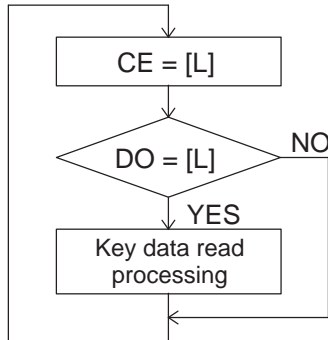 CE = [L]
DO = [L]
NO
YES
Key data read
processing